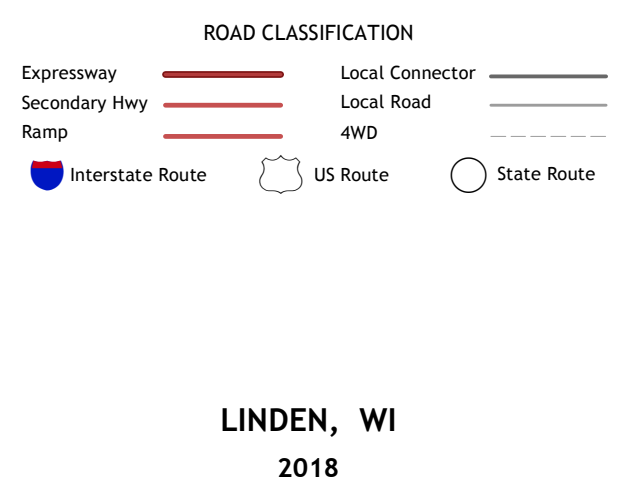 ROAD CLASSIFICATION
Expressway
Local Connector
Secondary Hwy
Local Road
Ramp
4WD
Interstate Route
US Route
State Route
LINDEN, WI
2018